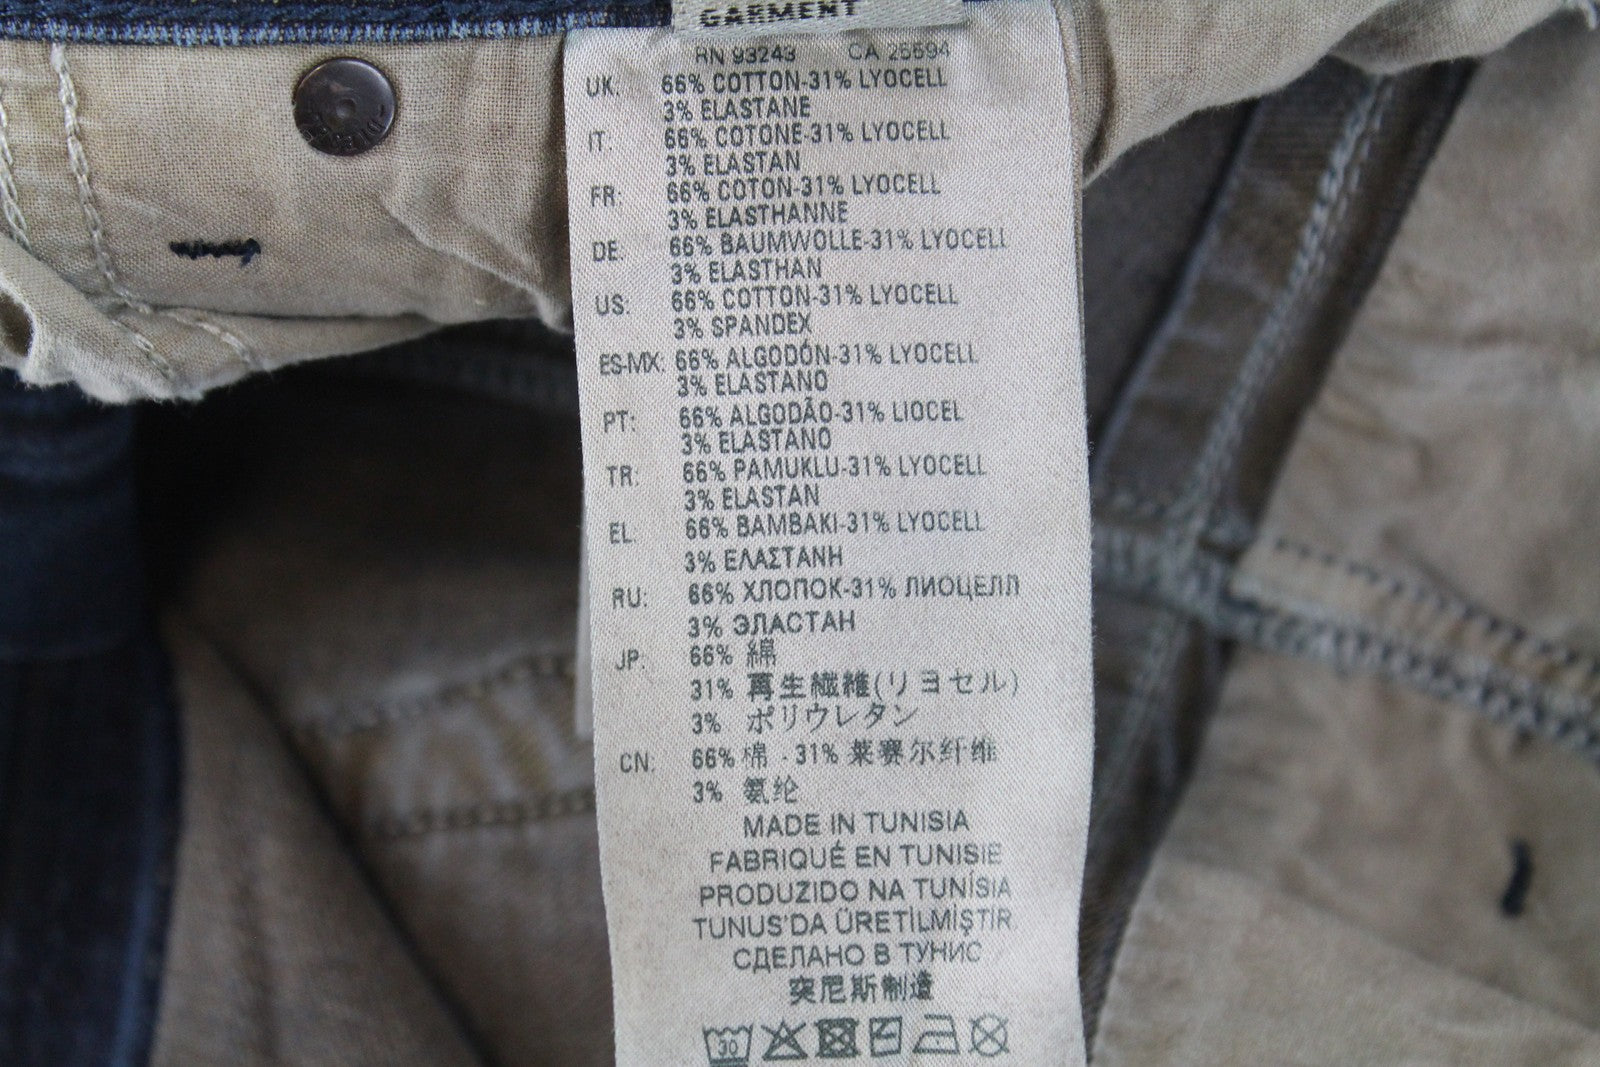 GARMENT
RN 93243 CA 25594
UK: 66% COTTON-31% LYOCELL
3% ELASTANE
IT: 66% COTONE-31% LYOCELL
3% ELASTAN
FR: 66% COTON-31% LYOCELL
3% ELASTHANNE
DE: 66% BAUMWOLLE-31% LYOCELL
3% ELASTHAN
US: 66% COTTON-31% LYOCELL
3% SPANDEX
ES-MX: 66% ALGODÓN-31% LYOCELL
3% ELASTANO
PT: 66% ALGODÃO-31% LIOCEL
3% ELASTANO
TR: 66% PAMUKLU-31% LYOCELL
3% ELASTAN
EL: 66% BAMBAKI-31% LYOCELL
3% ΕΛΑΣΤΑΝΗ
RU: 66% ХЛОПОК-31% ЛИОЦЕЛЛ
3% ЭЛАСТАН
JP: 66% 綿
31% 再生繊維(リヨセル)
3% ポリウレタン
CN: 66% 棉 - 31% 莱赛尔纤维
3% 氨纶
MADE IN TUNISIA
FABRIQUÉ EN TUNISIE
PRODUZIDO NA TUNÍSIA
TUNUS'DA ÜRETİLMİŞTİR
СДЕЛАНО В ТУНИС
突尼斯制造
30